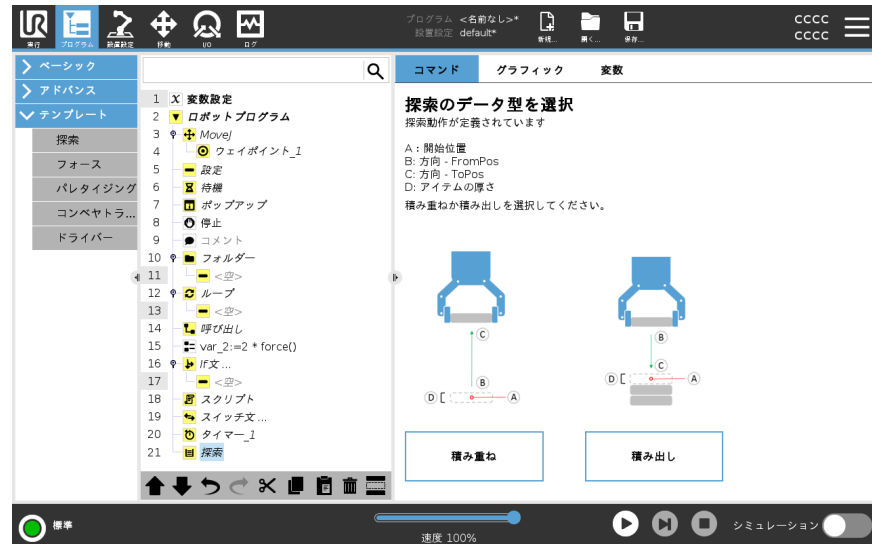 実行 プログラム 設置設定 移動 I/O ログ
プログラム <名前なし>*
設置設定 default*
新規... 開く... 保存...
cccc
cccc
ベーシック
アドバンス
テンプレート
探索
フォース
パレタイジング
コンベヤトラ...
ドライバー
1 X 変数設定
2 ロボットプログラム
3 MoveJ
4 ウェイポイント_1
5 設定
6 待機
7 ポップアップ
8 停止
9 コメント
10 フォルダー
11 <空>
12 ループ
13 <空>
14 呼び出し
15 var_2:=2 * force()
16 If文 ...
17 <空>
18 スクリプト
19 スイッチ文 ...
20 タイマー_1
21 探索
コマンド グラフィック 変数
探索のデータ型を選択
探索動作が定義されています
A : 開始位置
B: 方向 - FromPos
C: 方向 - ToPos
D: アイテムの厚さ
積み重ねか積み出しを選択してください。
C
B
D A
B
C
D A
積み重ね
積み出し
標準
速度 100%
シミュレーション